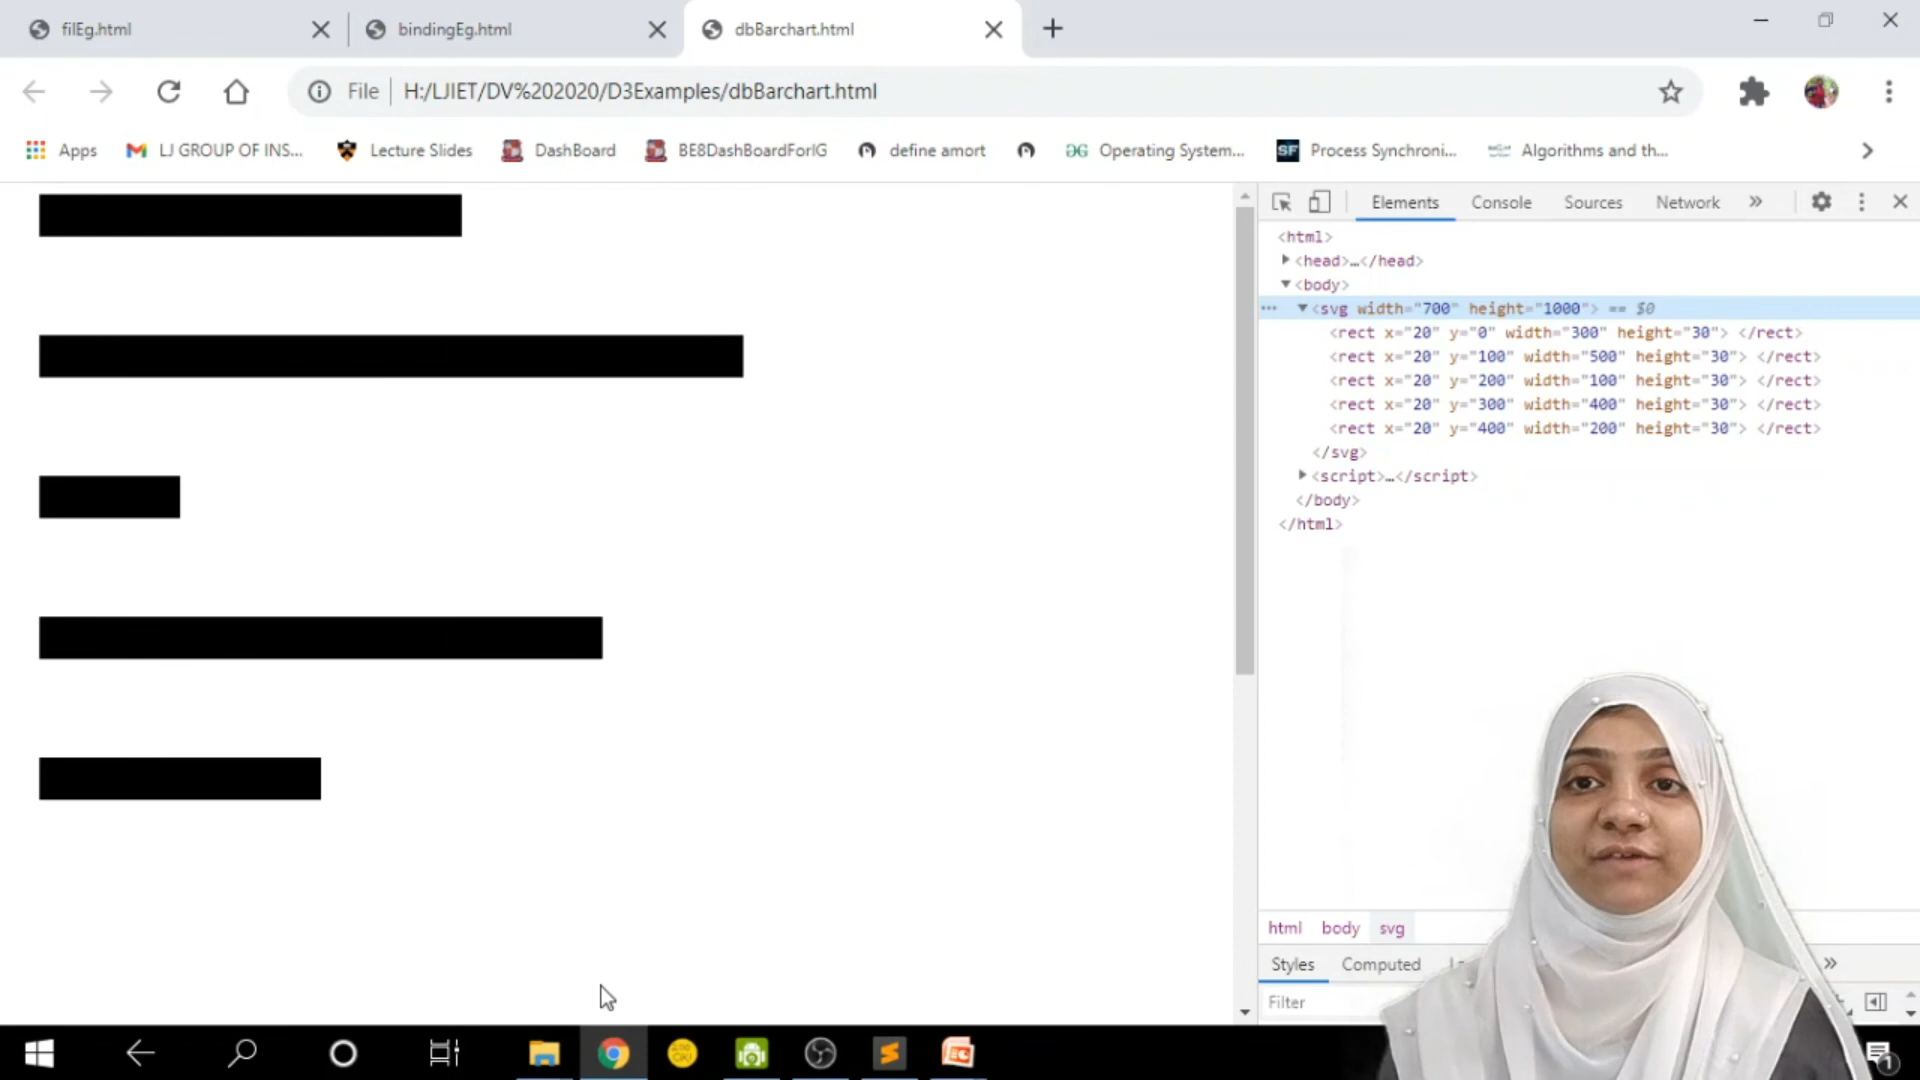 filEg.html
bindingEg.html
dbBarchart.html
File
H:/LJIET/DV%202020/D3Examples/dbBarchart.html
Apps
LJ GROUP OF INS...
Lecture Slides
DashBoard
BE8DashBoardForIG
define amort
Operating System...
SF
Process Synchroni...
Algorithms and th...
Elements
Console
Sources
Network
<html>
<head>…</head>
<body>
<svg width="700" height="1000"> == $0
<rect x="20" y="0" width="300" height="30"> </rect>
<rect x="20" y="100" width="500" height="30"> </rect>
<rect x="20" y="200" width="100" height="30"> </rect>
<rect x="20" y="300" width="400" height="30"> </rect>
<rect x="20" y="400" width="200" height="30"> </rect>
</svg>
<script>…</script>
</body>
</html>
html
body
svg
Styles
Computed
Filter
1